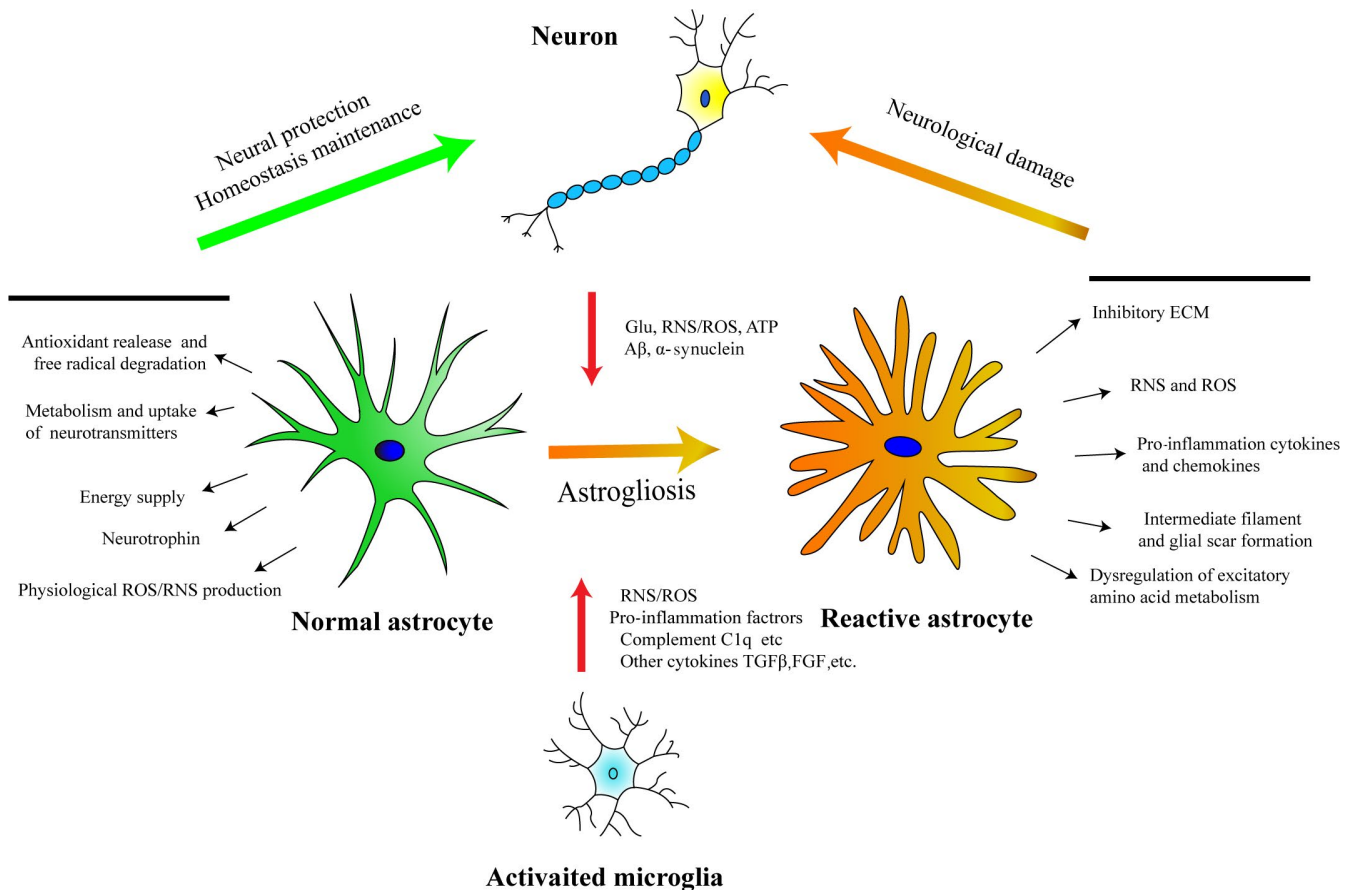 Neuron
Neural protection
Homeostasis maintenance
Neurological damage
Antioxidant realease and
free radical degradation
Metabolism and uptake
of neurotransmitters
Energy supply
Neurotrophin
Physiological ROS/RNS production
Normal astrocyte
Glu, RNS/ROS, ATP
Aβ, α-synuclein
Astrogliosis
RNS/ROS
Pro-inflammation factrors
Complement C1q etc
Other cytokines TGFβ,FGF,etc.
Activaited microglia
Inhibitory ECM
RNS and ROS
Pro-inflammation cytokines
and chemokines
Intermediate filament
and glial scar formation
Dysregulation of excitatory
amino acid metabolism
Reactive astrocyte